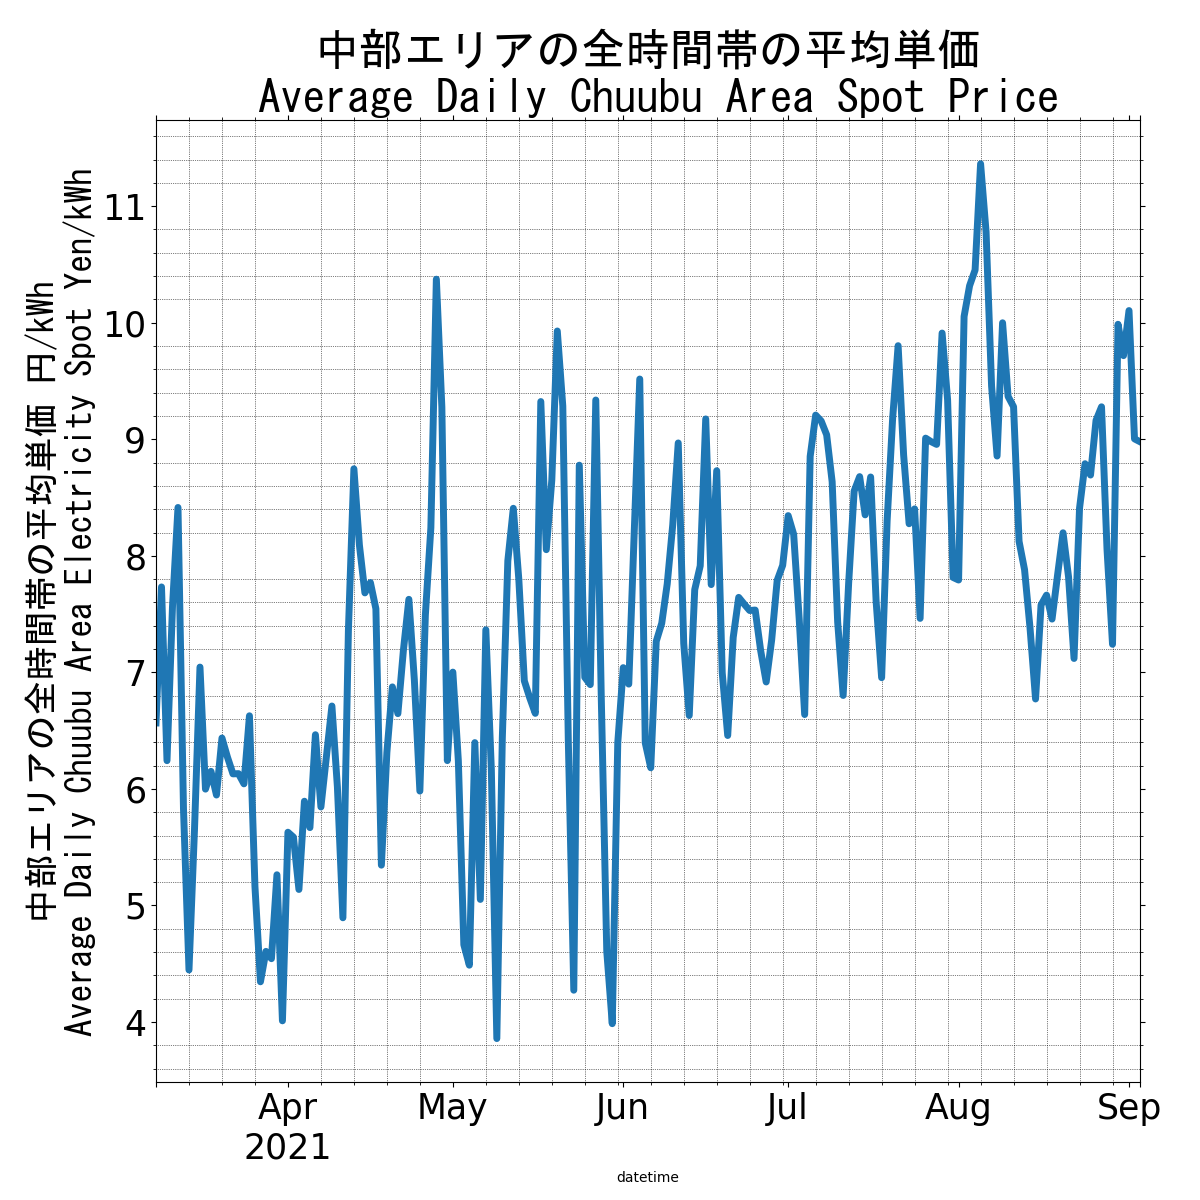 中部エリアの全時間帯の平均単価
Average Daily Chuubu Area Spot Price
中部エリアの全時間帯の平均単価 円/kWh
Average Daily Chuubu Area Electricity Spot Yen/kWh
11
10
9
8
7
6
5
4
Apr
2021
May
Jun
Jul
Aug
Sep
datetime